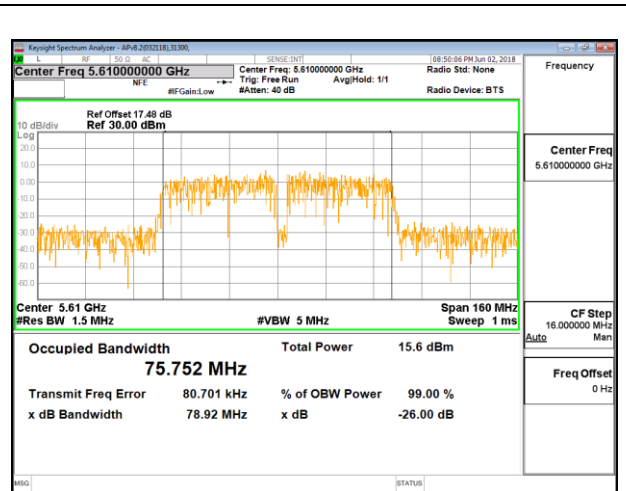 Keysight Spectrum Analyzer - APv8.2(032118),31300,
L RF 50 Ω AC SENSE:INT 08:50:06 PM Jun 02, 2018
Center Freq 5.610000000 GHz Center Freq: 5.610000000 GHz Radio Std: None Frequency
NFE Trig: Free Run Avg|Hold: 1/1
#IFGain:Low #Atten: 40 dB Radio Device: BTS
Ref Offset 17.48 dB
10 dB/div Ref 30.00 dBm
Log
20.0
10.0
0.00
-10.0
-20.0
-30.0
-40.0
-50.0
-60.0
Center Freq
5.610000000 GHz
Center 5.61 GHz Span 160 MHz
#Res BW 1.5 MHz #VBW 5 MHz Sweep 1 ms
CF Step
16.000000 MHz
Auto Man
Occupied Bandwidth Total Power 15.6 dBm
75.752 MHz
Freq Offset
0 Hz
Transmit Freq Error 80.701 kHz % of OBW Power 99.00 %
x dB Bandwidth 78.92 MHz x dB -26.00 dB
MSG STATUS